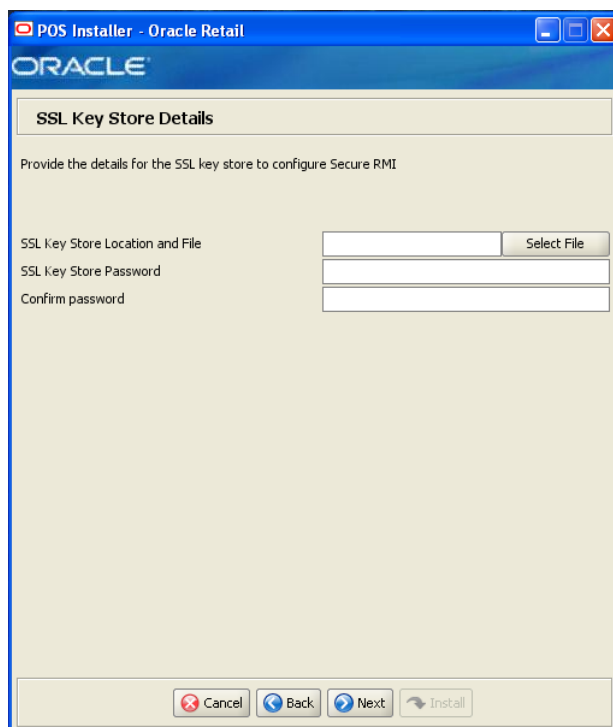 POS Installer - Oracle Retail
ORACLE
SSL Key Store Details
Provide the details for the SSL key store to configure Secure RMI
SSL Key Store Location and File
Select File
SSL Key Store Password
Confirm password
Cancel
Back
Next
Install